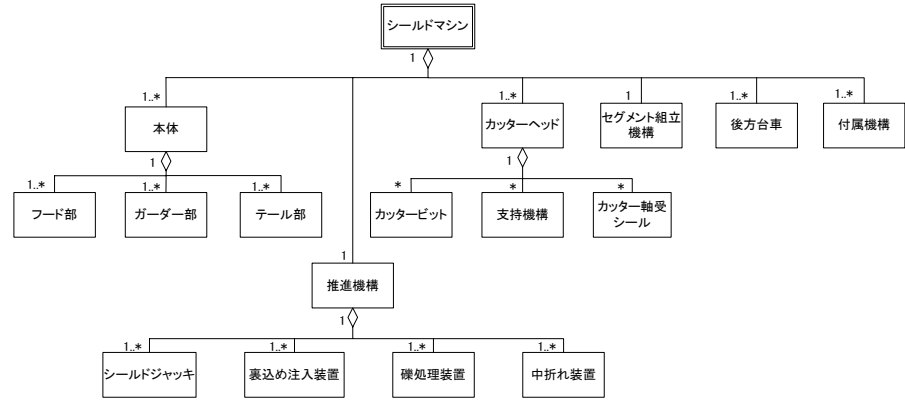 シールドマシン
1
1..*
1..*
1
1..*
1..*
本体
カッターヘッド
セグメント組立
機構
後方台車
付属機構
1
1
1..*
1..*
1..*
*
*
*
フード部
ガーダー部
テール部
カッタービット
支持機構
カッター軸受
シール
1
推進機構
1
1..*
1..*
1..*
1..*
シールドジャッキ
裏込め注入装置
礫処理装置
中折れ装置